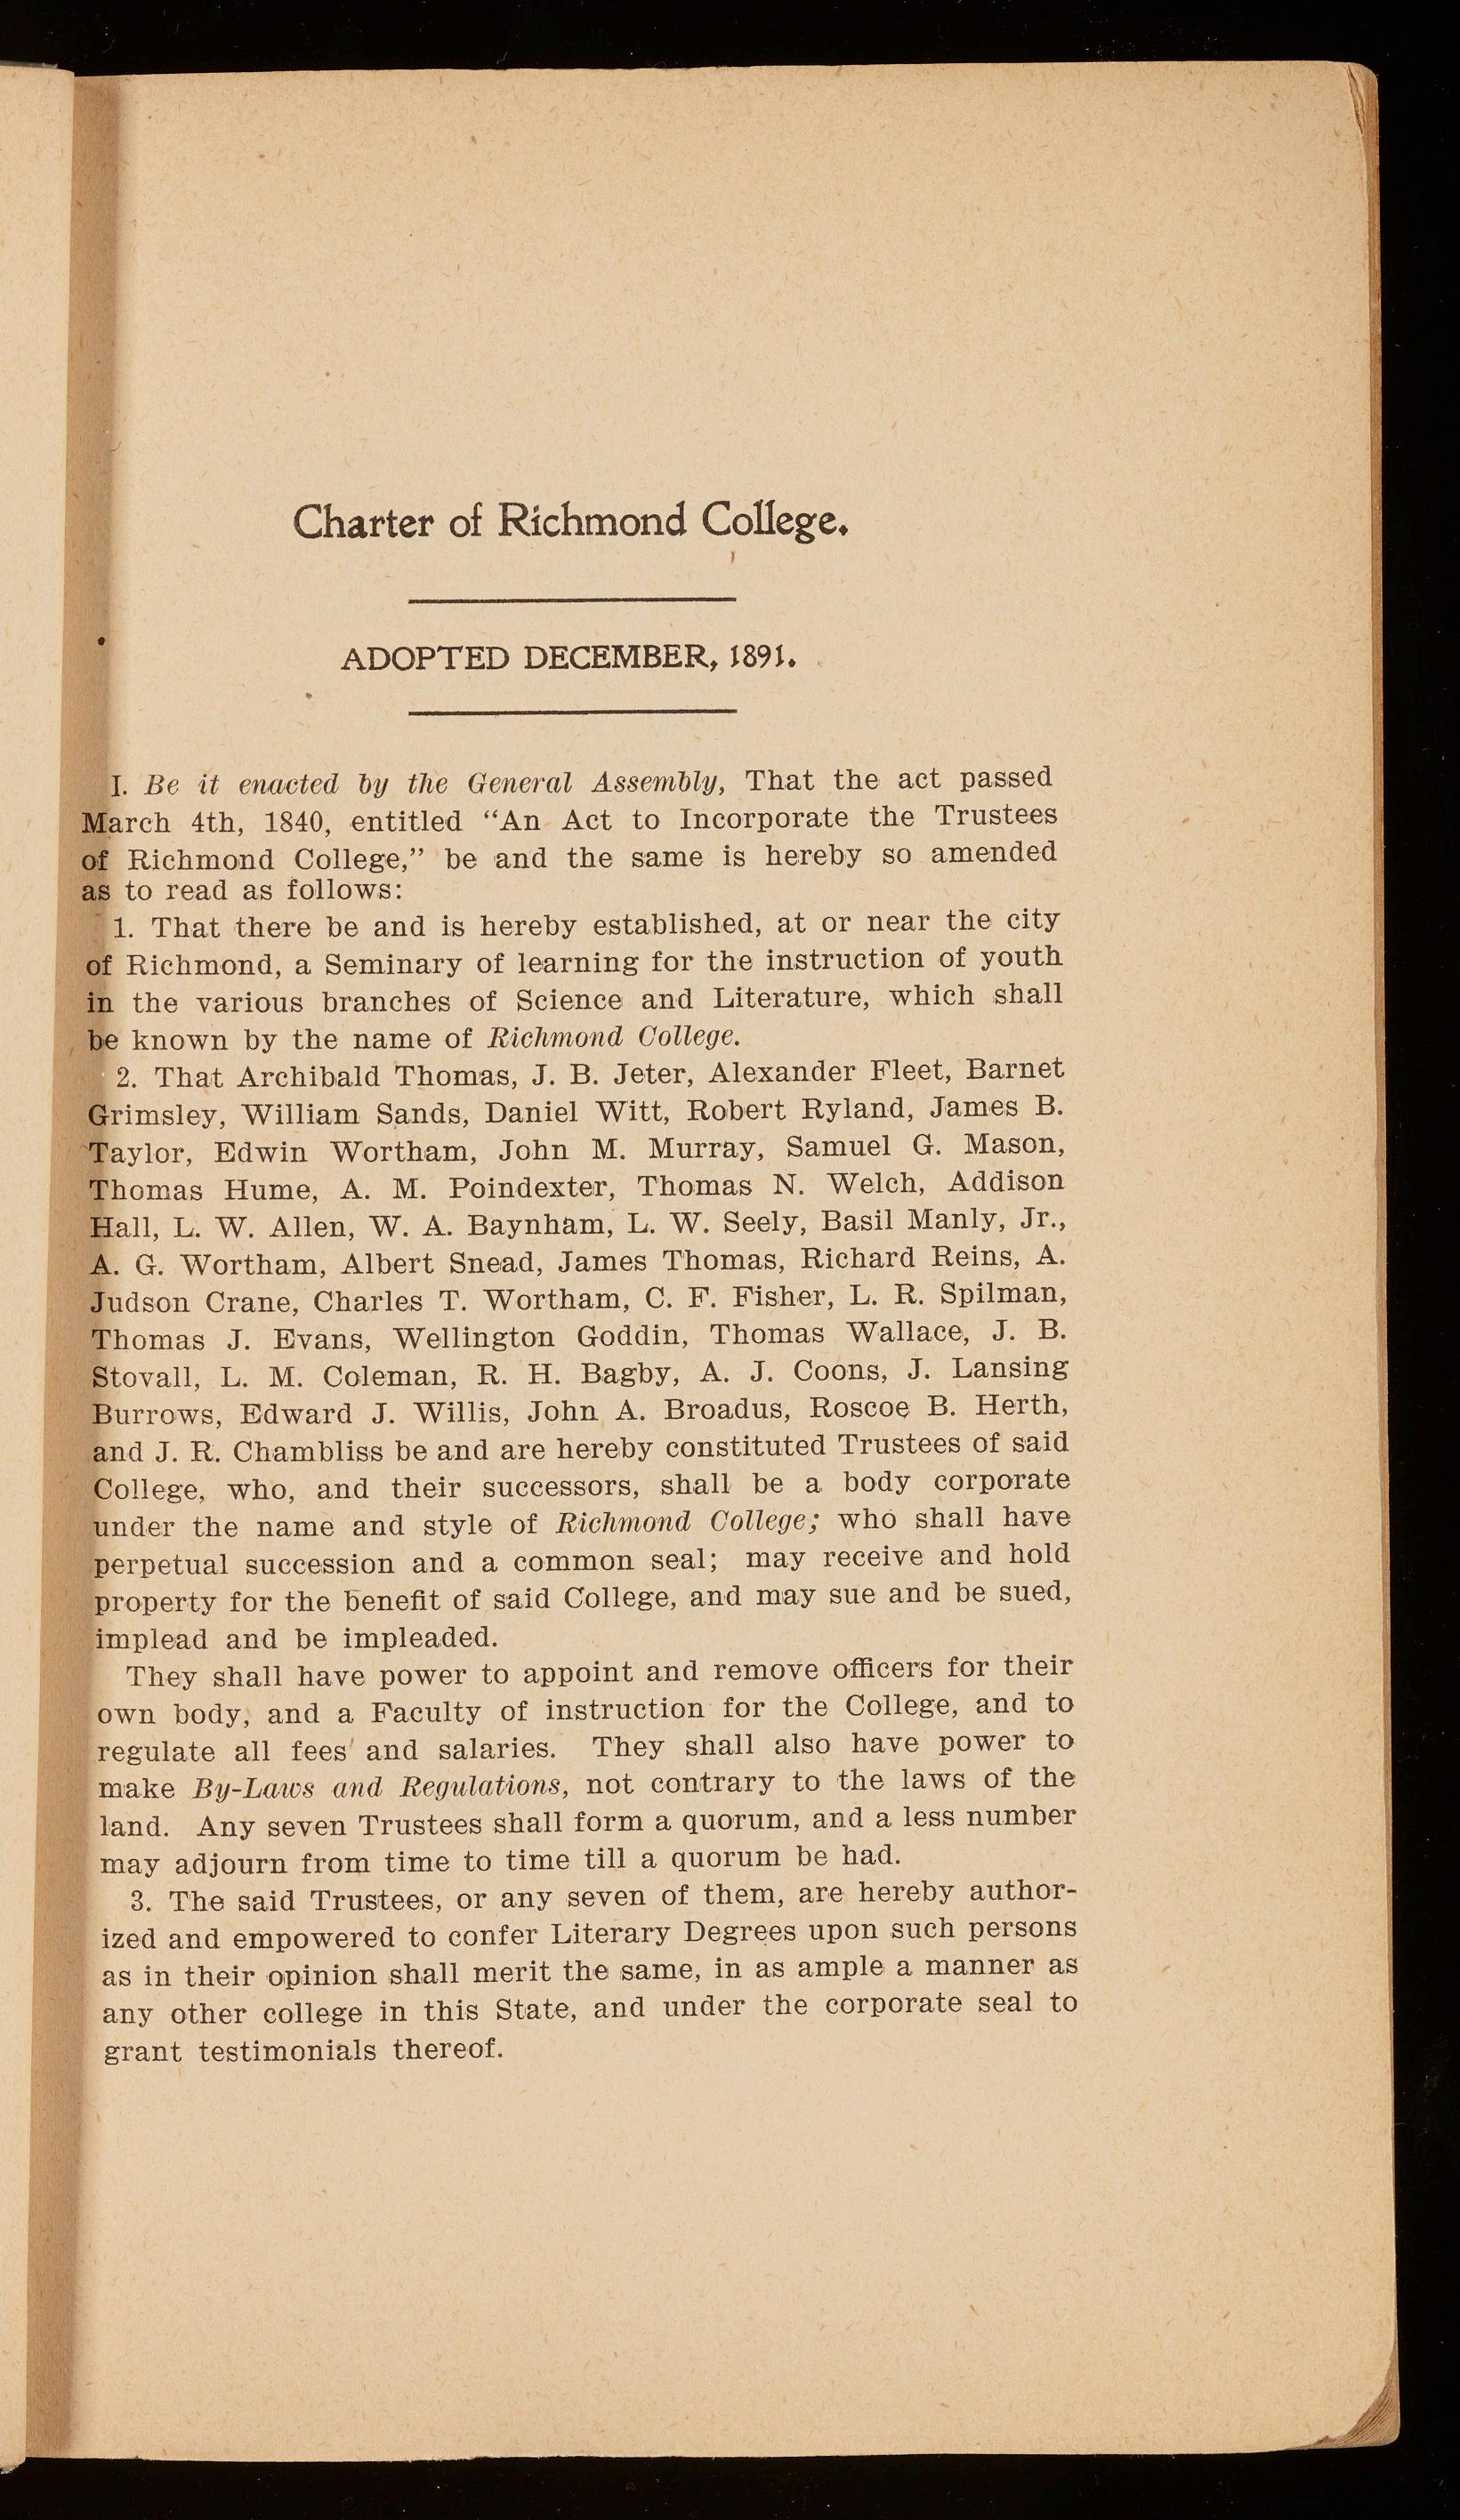 Charter of Richmond College.
ADOPTED DECEMBER, 1891.
I. Be it enacted by the General Assembly, That the act passed
March 4th, 1840, entitled “An Act to Incorporate the Trustees
of Richmond College,” be and the same is hereby so amended
as to read as follows:
1. That there be and is hereby established, at or near the city
of Richmond, a Seminary of learning for the instruction of youth
in the various branches of Science and Literature, which shall
be known by the name of Richmond College.
2. That Archibald Thomas, J. B. Jeter, Alexander Fleet, Barnet
Grimsley, William Sands, Daniel Witt, Robert Ryland, James B.
Taylor, Edwin Wortham, John M. Murray, Samuel G. Mason,
Thomas Hume, A. M. Poindexter, Thomas N. Welch, Addison
Hall, L. W. Allen, W. A. Baynham, L. W. Seely, Basil Manly, Jr.,
A. G. Wortham, Albert Snead, James Thomas, Richard Reins, A.
Judson Crane, Charles T. Wortham, C. F. Fisher, L. R. Spilman,
Thomas J. Evans, Wellington Goddin, Thomas Wallace, J. B.
Stovall, L. M. Coleman, R. H. Bagby, A. J. Coons, J. Lansing
Burrows, Edward J. Willis, John A. Broadus, Roscoe B. Herth,
and J. R. Chambliss be and are hereby constituted Trustees of said
College, who, and their successors, shall be a body corporate
under the name and style of Richmond College; who shall have
perpetual succession and a common seal; may receive and hold
property for the benefit of said College, and may sue and be sued,
implead and be impleaded.
They shall have power to appoint and remove officers for their
own body, and a Faculty of instruction for the College, and to
regulate all fees and salaries. They shall also have power to
make By-Laws and Regulations, not contrary to the laws of the
land. Any seven Trustees shall form a quorum, and a less number
may adjourn from time to time till a quorum be had.
3. The said Trustees, or any seven of them, are hereby author-
ized and empowered to confer Literary Degrees upon such persons
as in their opinion shall merit the same, in as ample a manner as
any other college in this State, and under the corporate seal to
grant testimonials thereof.